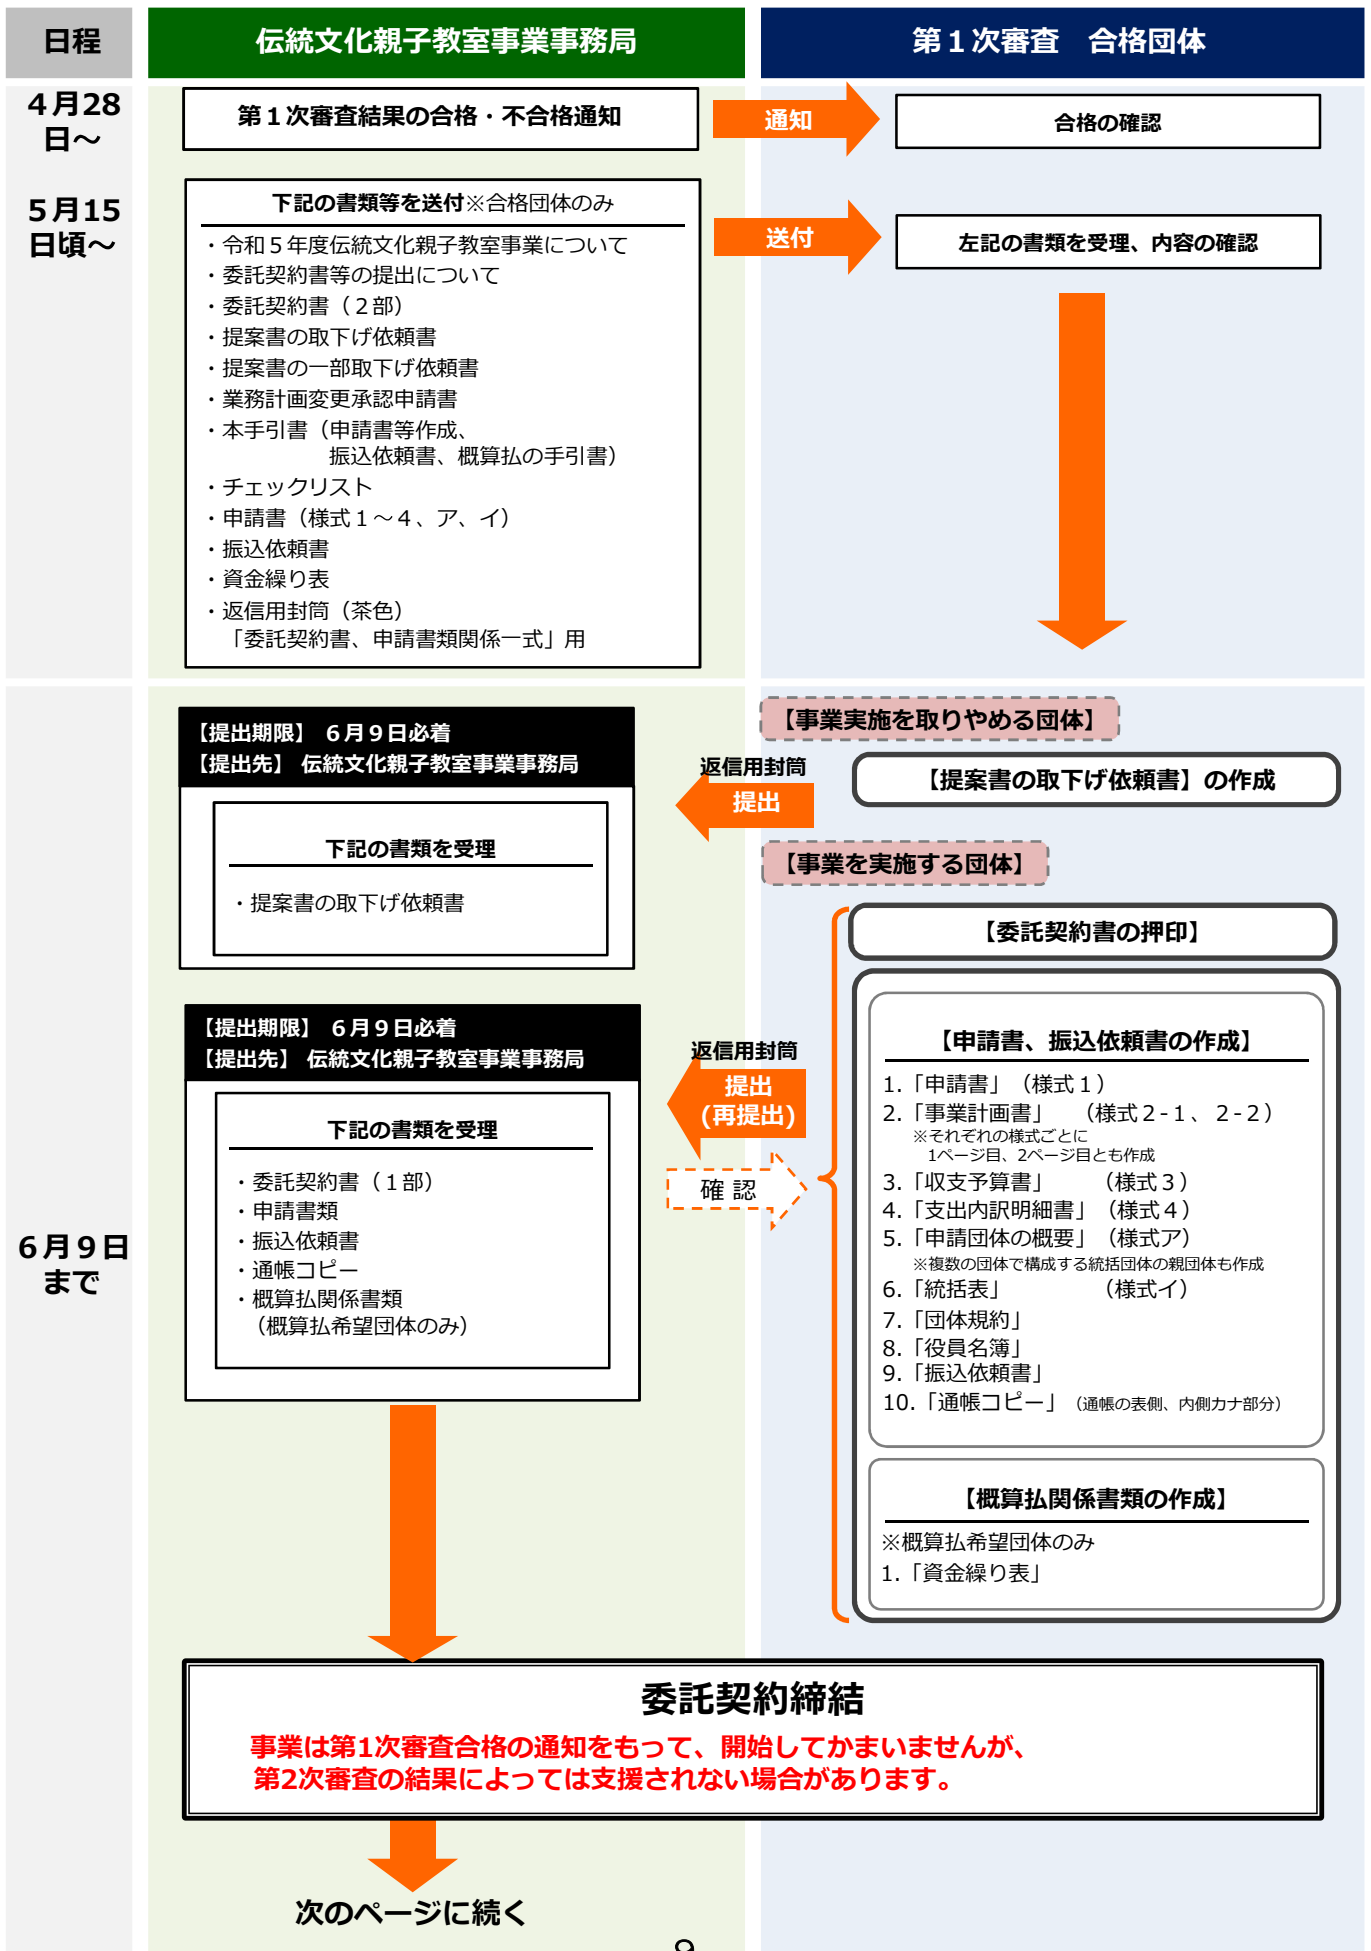 日程
伝統文化親子教室事業事務局
第１次審査　合格団体
４月28
日～
第１次審査結果の合格・不合格通知
通知
合格の確認
５月15
日頃～
下記の書類等を送付※合格団体のみ
・令和５年度伝統文化親子教室事業について
・委託契約書等の提出について
・委託契約書（２部）
・提案書の取下げ依頼書
・提案書の一部取下げ依頼書
・業務計画変更承認申請書
・本手引書（申請書等作成、
振込依頼書、概算払の手引書）
・チェックリスト
・申請書（様式１～４、ア、イ）
・振込依頼書
・資金繰り表
・返信用封筒（茶色）
「委託契約書、申請書類関係一式」用
送付
左記の書類を受理、内容の確認
６月９日
まで
【事業実施を取りやめる団体】
【提案書の取下げ依頼書】の作成
返信用封筒
提出
【提出期限】 ６月９日必着
【提出先】 伝統文化親子教室事業事務局
下記の書類を受理
・提案書の取下げ依頼書
【事業を実施する団体】
【委託契約書の押印】
【申請書、振込依頼書の作成】
1.「申請書」（様式１）
2.「事業計画書」　（様式２-１、２-２）
※それぞれの様式ごとに
1ページ目、2ページ目とも作成
3.「収支予算書」　　（様式３）
4.「支出内訳明細書」（様式４）
5.「申請団体の概要」（様式ア）
※複数の団体で構成する統括団体の親団体も作成
6.「統括表」　　　　（様式イ）
7.「団体規約」
8.「役員名簿」
9.「振込依頼書」
10.「通帳コピー」（通帳の表側、内側カナ部分）
【概算払関係書類の作成】
※概算払希望団体のみ
1.「資金繰り表」
返信用封筒
提出
(再提出)
確 認
【提出期限】 ６月９日必着
【提出先】 伝統文化親子教室事業事務局
下記の書類を受理
・委託契約書（１部）
・申請書類
・振込依頼書
・通帳コピー
・概算払関係書類
（概算払希望団体のみ）
委託契約締結
事業は第1次審査合格の通知をもって、開始してかまいませんが、
第2次審査の結果によっては支援されない場合があります。
次のページに続く